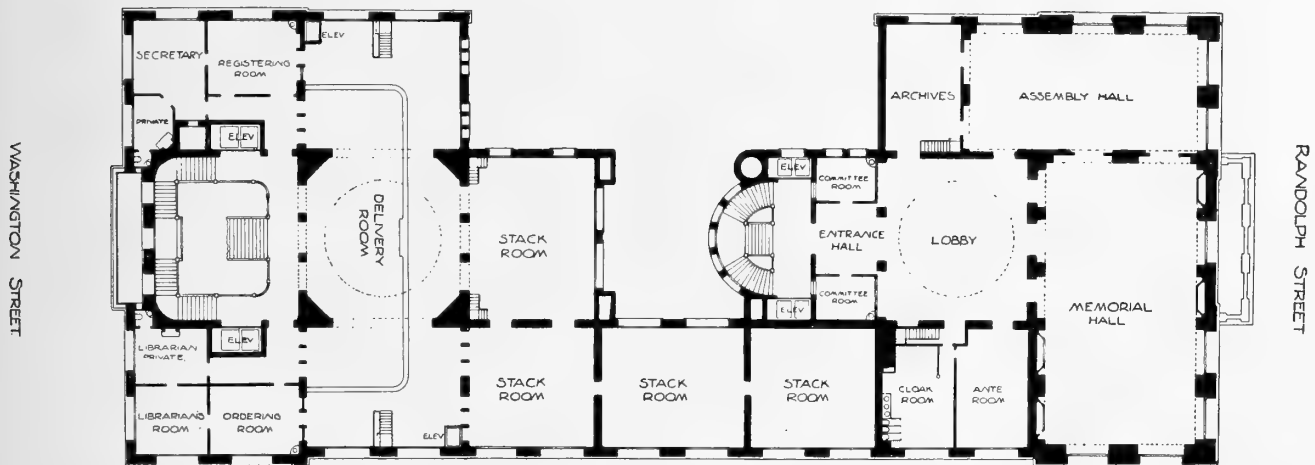 WASHINGTON STREET
SECRETARY
REGISTERING
ROOM
ELEV
PRIVATE
ELEV
DELIVERY
ROOM
LIBRARIAN
PRIVATE.
ELEV
LIBRARIANS
ROOM
ORDERING
ROOM
ELEV
STACK
ROOM
STACK
ROOM
STACK
ROOM
STACK
ROOM
ELEV
COMMITTEE
ROOM
ENTRANCE
HALL
COMMITTEE
ROOM
ELEV
LOBBY
ARCHIVES
ASSEMBLY HALL
MEMORIAL
HALL
CLOAK
ROOM
ANTE
ROOM
RANDOLPH STREET